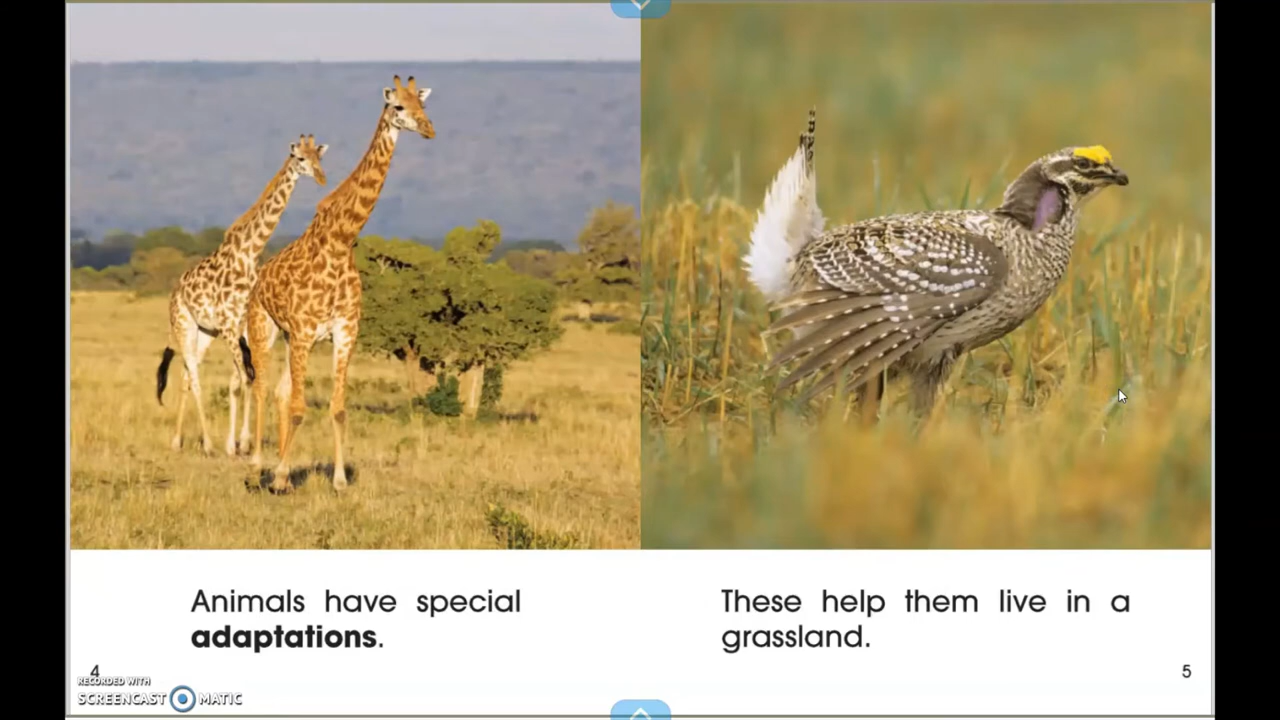 Animals have special
adaptations.
These help them live in a
grassland.
4
5
RECORDED WITH
SCREENCAST MATIC